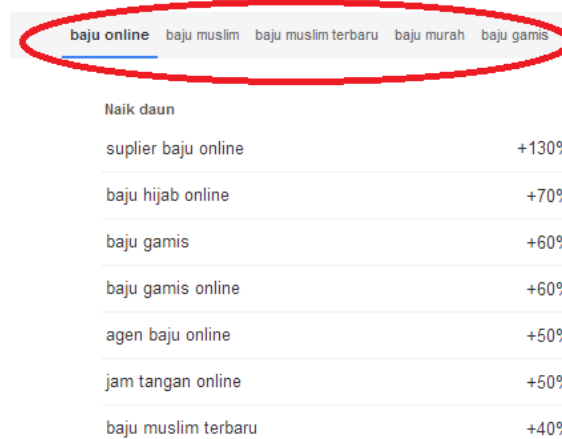 baju online baju muslim baju muslim terbaru baju murah baju gamis
Naik daun
suplier baju online +130%
baju hijab online +70%
baju gamis +60%
baju gamis online +60%
agen baju online +50%
jam tangan online +50%
baju muslim terbaru +40%